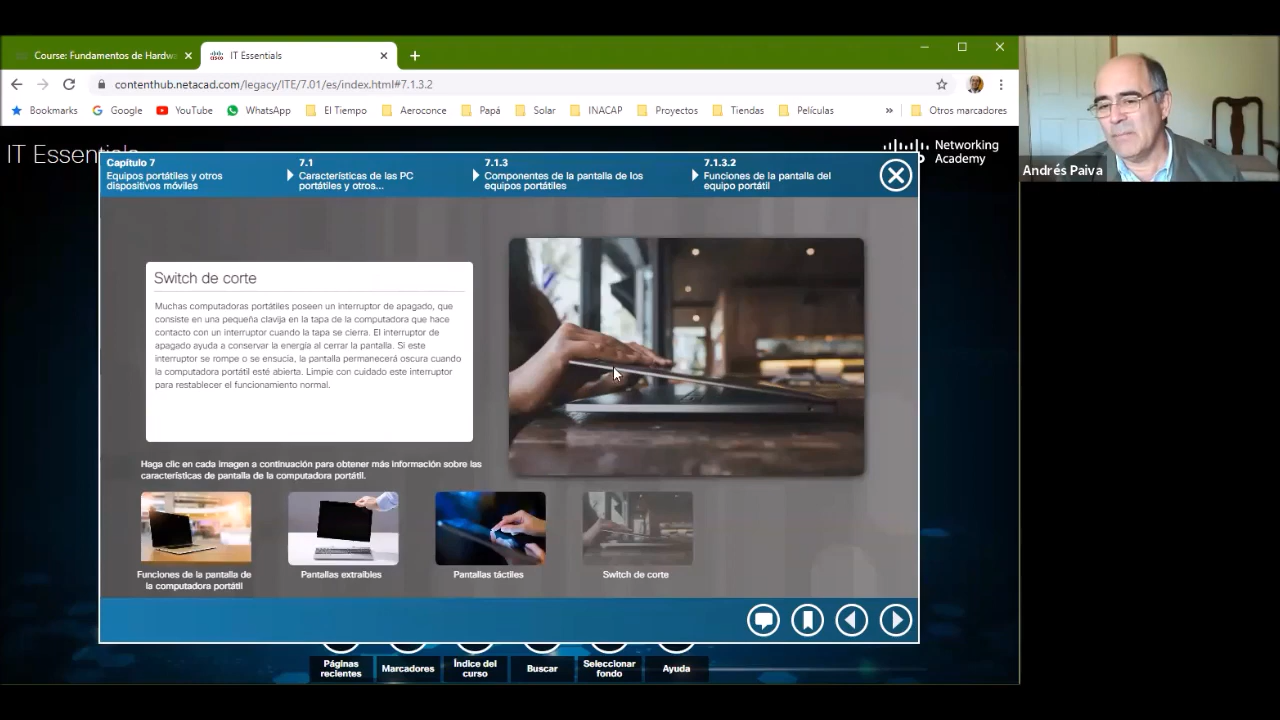 Course: Fundamentos de Hardwa
IT Essentials
contenthub.netacad.com/legacy/ITE/7.01/es/index.html#7.1.3.2
Bookmarks Google YouTube WhatsApp El Tiempo Aeroconce Papá Solar INACAP Proyectos Tiendas Películas » Otros marcadores
IT Essentials
CISCO
Networking
Academy
Andrés Paiva
Capítulo 7
Equipos portátiles y otros
dispositivos móviles
7.1
Características de las PC
portátiles y otros...
7.1.3
Componentes de la pantalla de los
equipos portátiles
7.1.3.2
Funciones de la pantalla del
equipo portátil
Switch de corte
Muchas computadoras portátiles poseen un interruptor de apagado, que
consiste en una pequeña clavija en la tapa de la computadora que hace
contacto con un interruptor cuando la tapa se cierra. El interruptor de
apagado ayuda a conservar la energía al cerrar la pantalla. Si este
interruptor se rompe o se ensucia, la pantalla permanecerá oscura cuando
la computadora portátil esté abierta. Limpie con cuidado este interruptor
para restablecer el funcionamiento normal.
Haga clic en cada imagen a continuación para obtener más información sobre las
características de pantalla de la computadora portátil.
Funciones de la pantalla de
la computadora portátil
Pantallas extraíbles
Pantallas táctiles
Switch de corte
Páginas
recientes
Marcadores
Índice del
curso
Buscar
Seleccionar
fondo
Ayuda